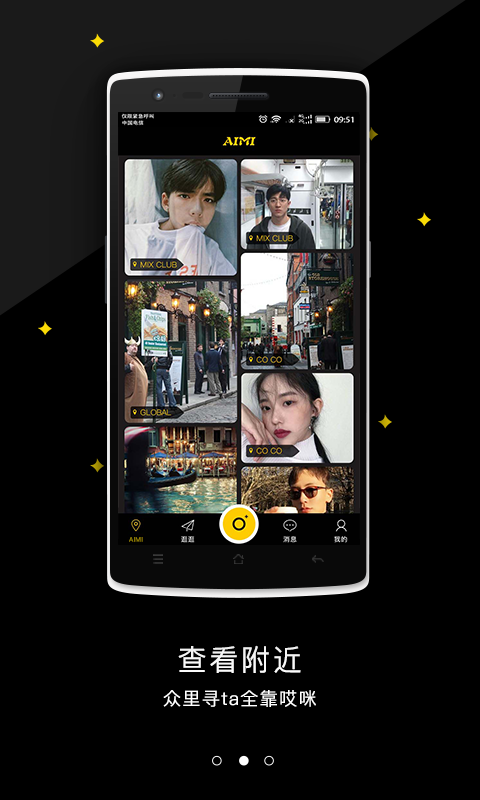 仅限紧急呼叫
中国电信
09:51
AIMI
MIX CLUB
MIX CLUB
CO CO
GLOBAL
CO CO
AIMI
逛逛
消息
我的
查看附近
众里寻ta全靠哎咪